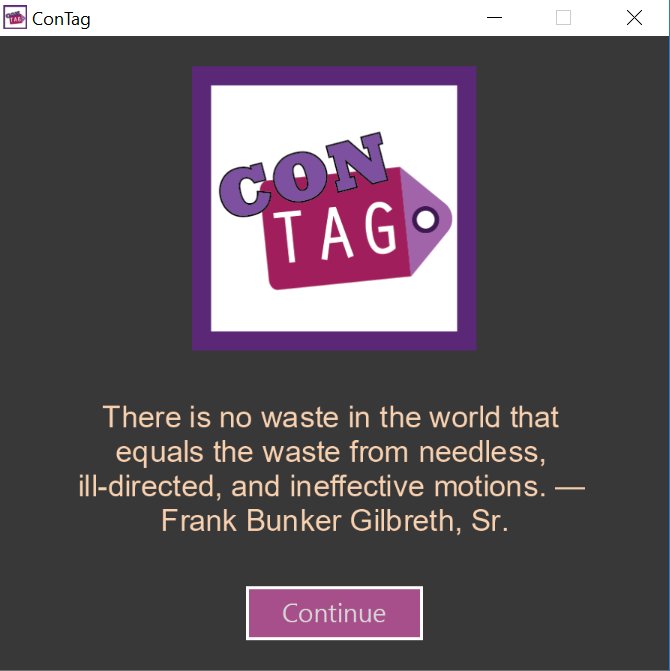 ConTag
CON
TAG
There is no waste in the world that
equals the waste from needless,
ill-directed, and ineffective motions. —
Frank Bunker Gilbreth, Sr.
Continue